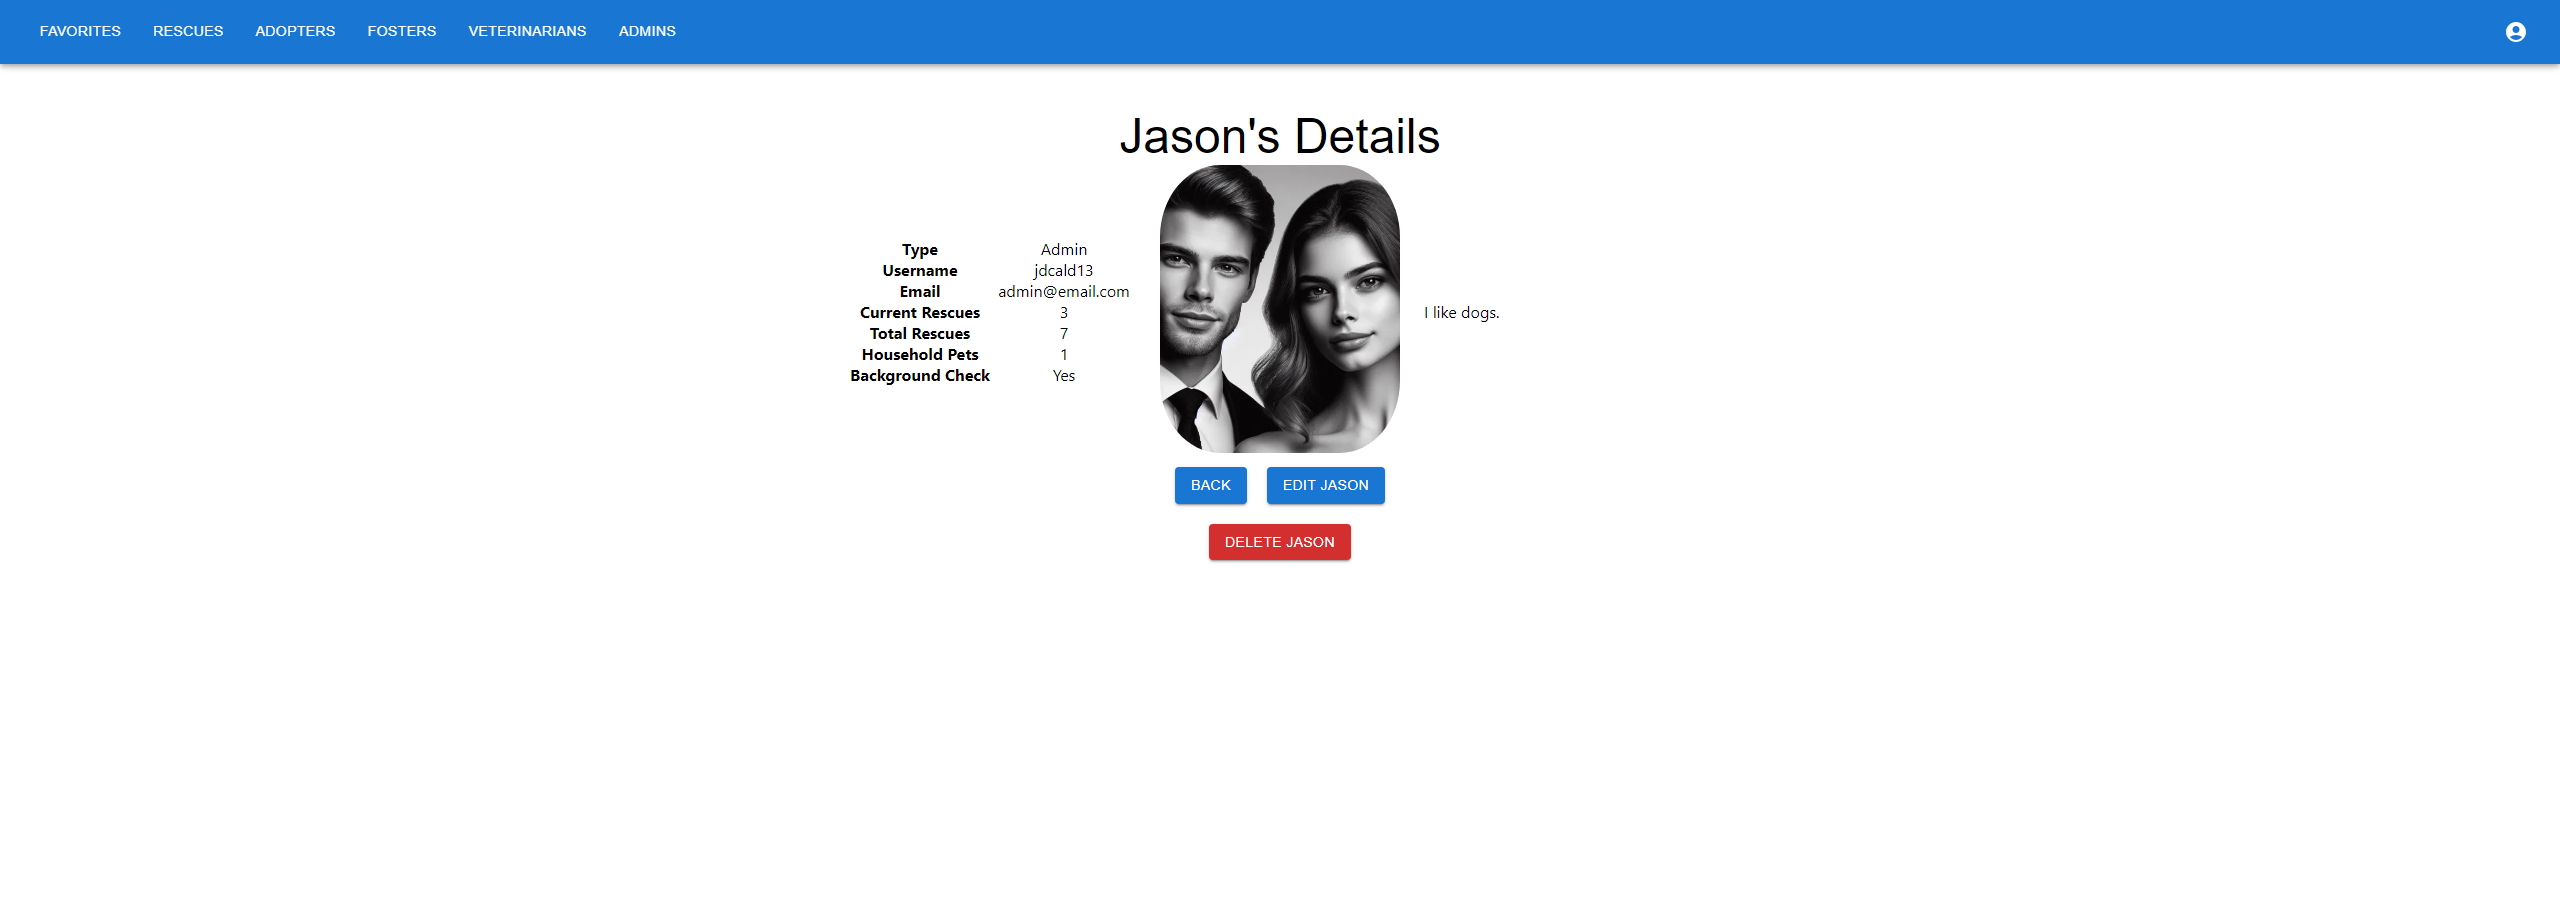 FAVORITES RESCUES ADOPTERS FOSTERS VETERINARIANS ADMINS
Jason's Details
Type Admin
Username jdcald13
Email admin@email.com
Current Rescues 3
Total Rescues 7
Household Pets 1
Background Check Yes
I like dogs.
BACK EDIT JASON
DELETE JASON